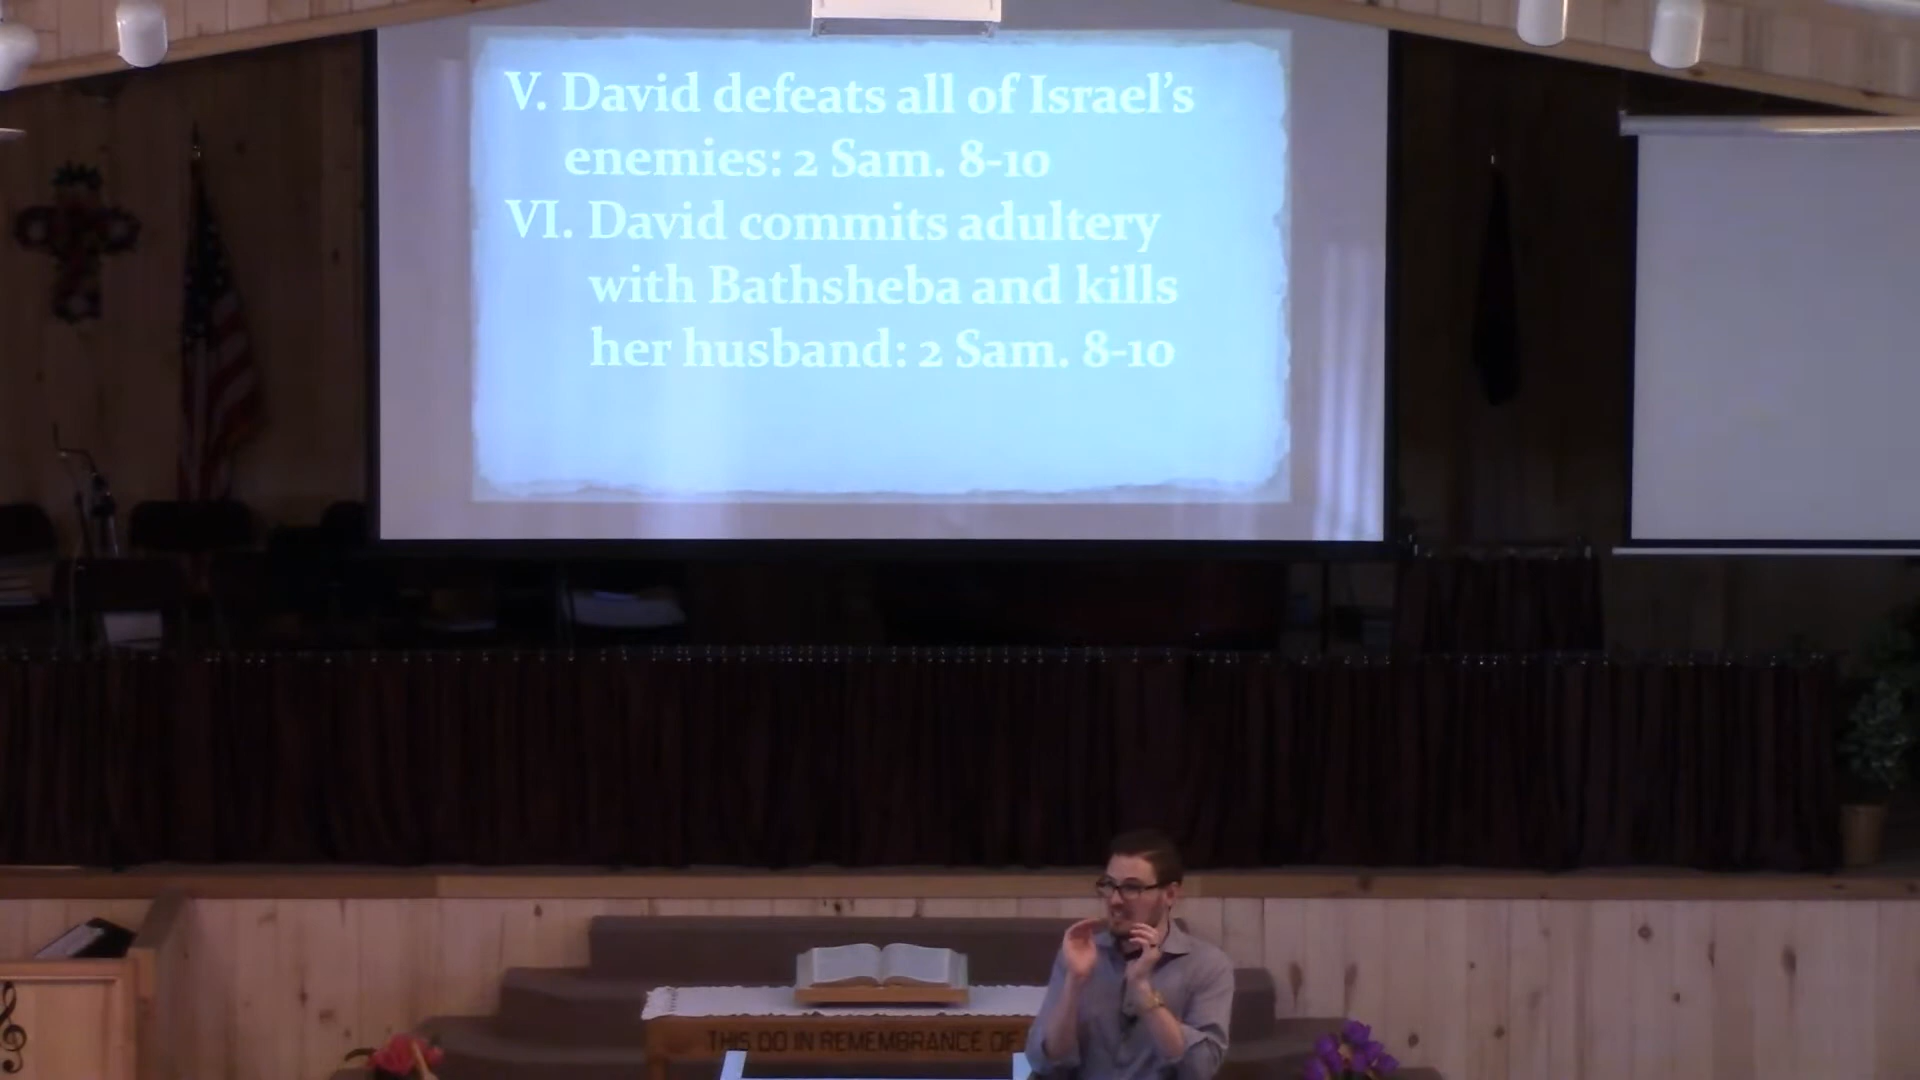 V. David defeats all of Israel's
enemies: 2 Sam. 8-10
VI. David commits adultery
with Bathsheba and kills
her husband: 2 Sam. 8-10
THIS DO IN REMEMBRANCE OF